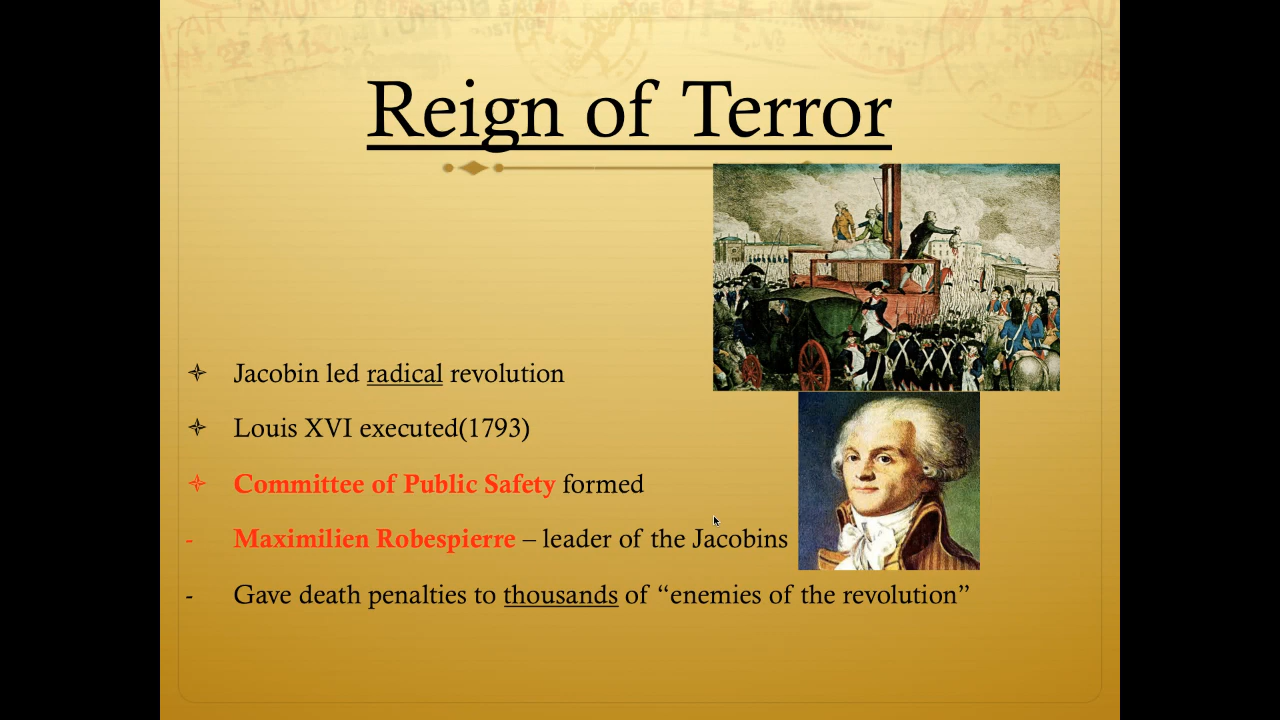 Reign of Terror
Jacobin led radical revolution
Louis XVI executed(1793)
Committee of Public Safety formed
- Maximilien Robespierre – leader of the Jacobins
- Gave death penalties to thousands of “enemies of the revolution”